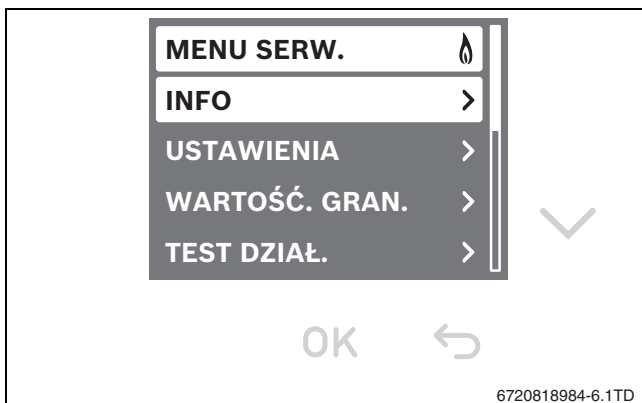 MENU SERW.
INFO
USTAWIENIA
WARTOŚĆ. GRAN.
TEST DZIAŁ.
OK
6720818984-6.1TD